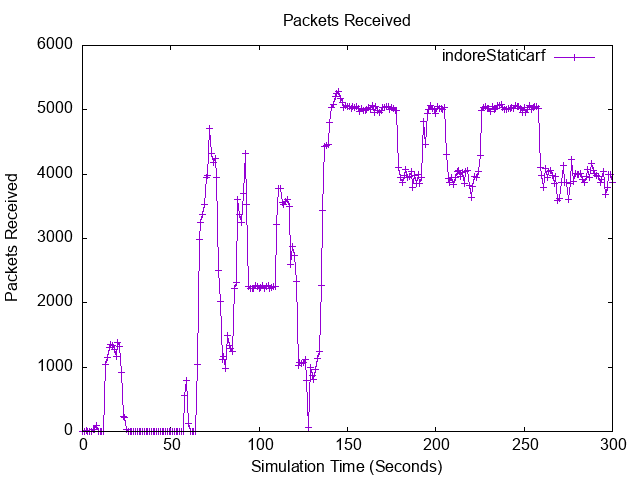 Packets Received
indoreStaticarf
6000
5000
4000
3000
2000
1000
0
Packets Received
0 50 100 150 200 250 300
Simulation Time (Seconds)